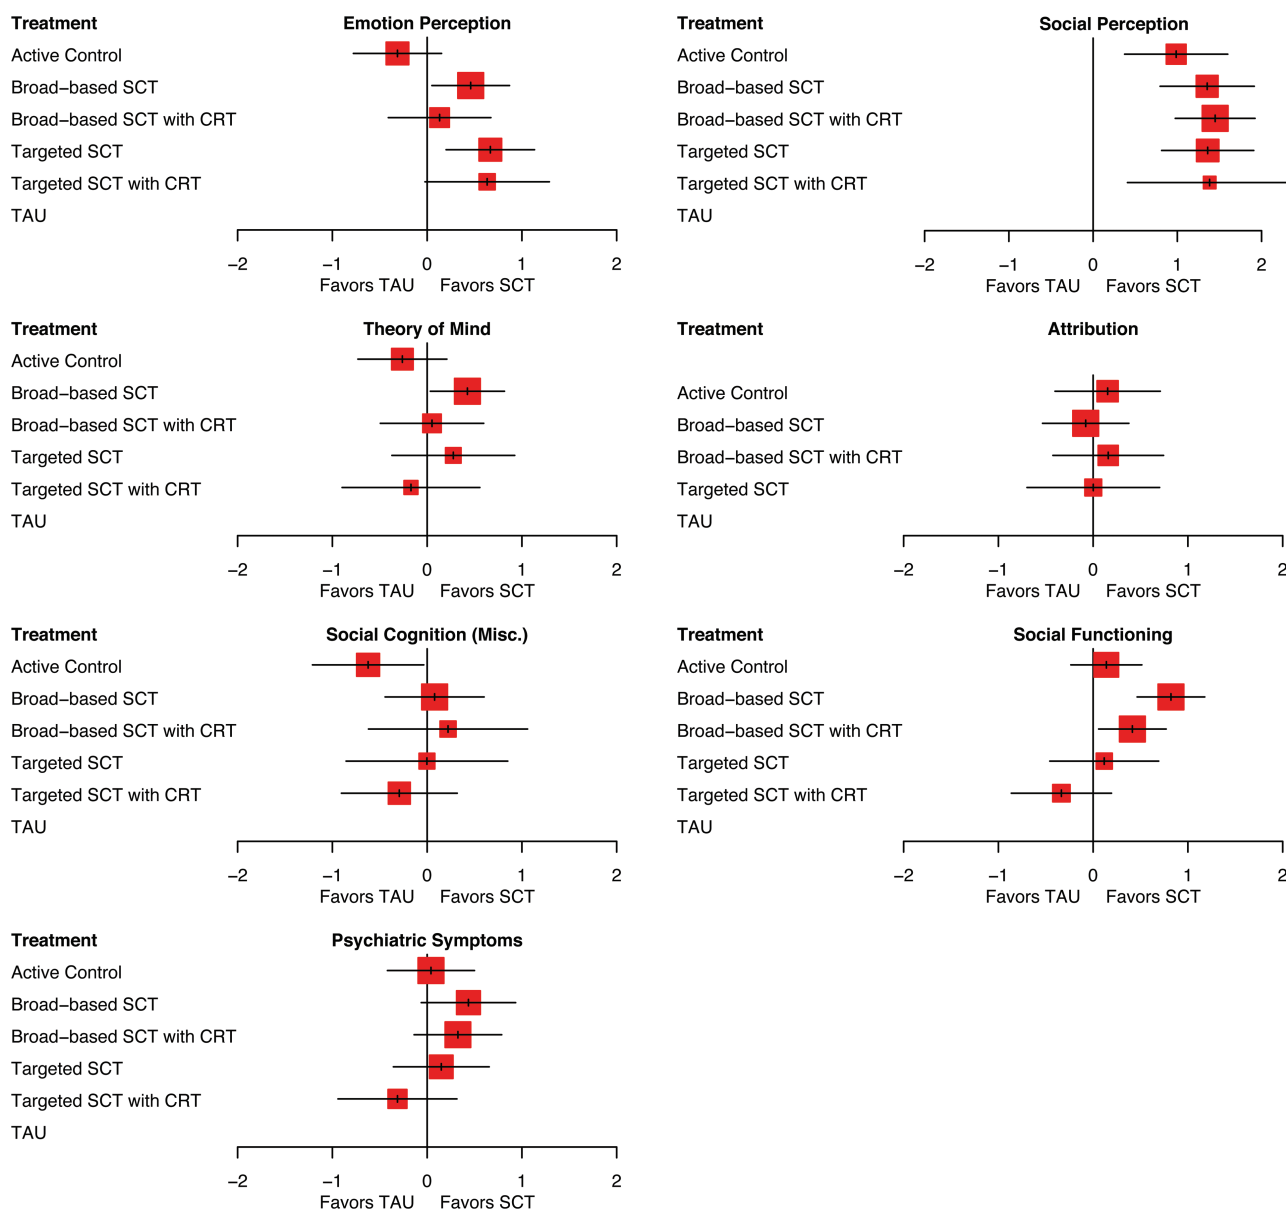 Treatment Emotion Perception
Active Control
Broad−based SCT
Broad−based SCT with CRT
Targeted SCT
Targeted SCT with CRT
TAU
−2 −1 0 1 2
Favors TAU Favors SCT
Treatment Social Perception
Active Control
Broad−based SCT
Broad−based SCT with CRT
Targeted SCT
Targeted SCT with CRT
TAU
−2 −1 0 1 2
Favors TAU Favors SCT
Treatment Theory of Mind
Active Control
Broad−based SCT
Broad−based SCT with CRT
Targeted SCT
Targeted SCT with CRT
TAU
−2 −1 0 1 2
Favors TAU Favors SCT
Treatment Attribution
Active Control
Broad−based SCT
Broad−based SCT with CRT
Targeted SCT
TAU
−2 −1 0 1 2
Favors TAU Favors SCT
Treatment Social Cognition (Misc.)
Active Control
Broad−based SCT
Broad−based SCT with CRT
Targeted SCT
Targeted SCT with CRT
TAU
−2 −1 0 1 2
Favors TAU Favors SCT
Treatment Social Functioning
Active Control
Broad−based SCT
Broad−based SCT with CRT
Targeted SCT
Targeted SCT with CRT
TAU
−2 −1 0 1 2
Favors TAU Favors SCT
Treatment Psychiatric Symptoms
Active Control
Broad−based SCT
Broad−based SCT with CRT
Targeted SCT
Targeted SCT with CRT
TAU
−2 −1 0 1 2
Favors TAU Favors SCT